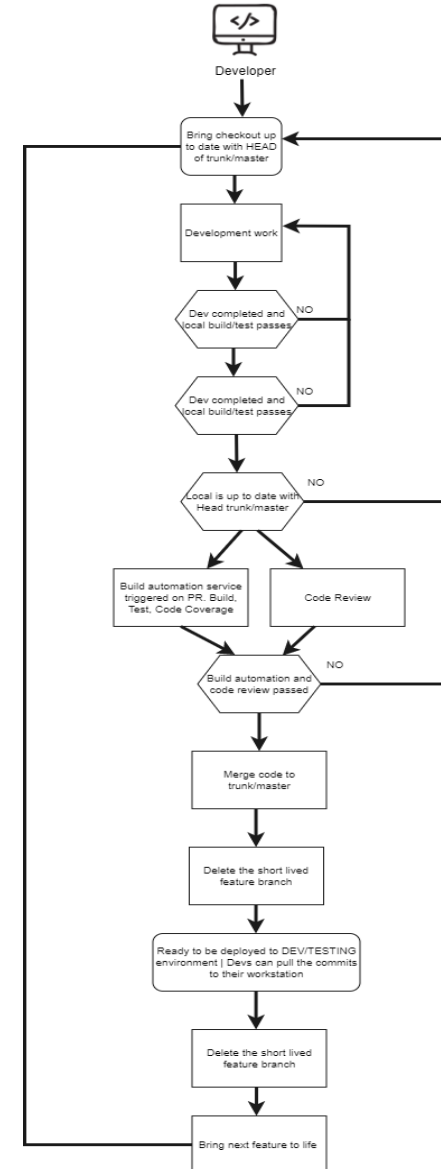 </>
Developer
Bring checkout up
to date with HEAD
of trunk/master
Development work
Dev completed and
local build/test passes
NO
Dev completed and
local build/test passes
NO
Local is up to date with
Head trunk/master
NO
Build automation service
triggered on PR. Build,
Test, Code Coverage
Code Review
Build automation and
code review passed
NO
Merge code to
trunk/master
Delete the short lived
feature branch
Ready to be deployed to DEV/TESTING
environment | Devs can pull the commits
to their workstation
Delete the short lived
feature branch
Bring next feature to life